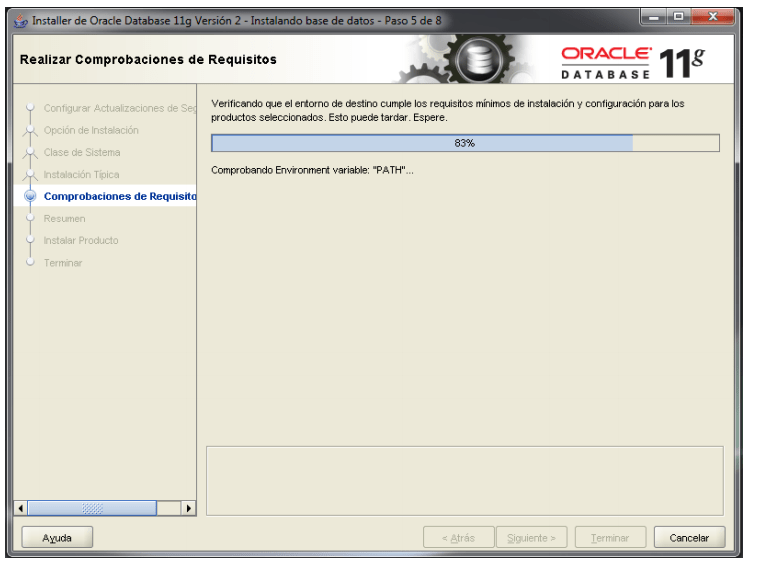 Installer de Oracle Database 11g Versión 2 - Instalando base de datos - Paso 5 de 8
Realizar Comprobaciones de Requisitos
ORACLE
DATABASE
11g
Configurar Actualizaciones de Seg
Opción de Instalación
Clase de Sistema
Instalación Típica
Comprobaciones de Requisito
Resumen
Instalar Producto
Terminar
Verificando que el entorno de destino cumple los requisitos mínimos de instalación y configuración para los
productos seleccionados. Esto puede tardar. Espere.
83%
Comprobando Environment variable: "PATH"...
Ayuda
< Atrás
Siguiente >
Terminar
Cancelar